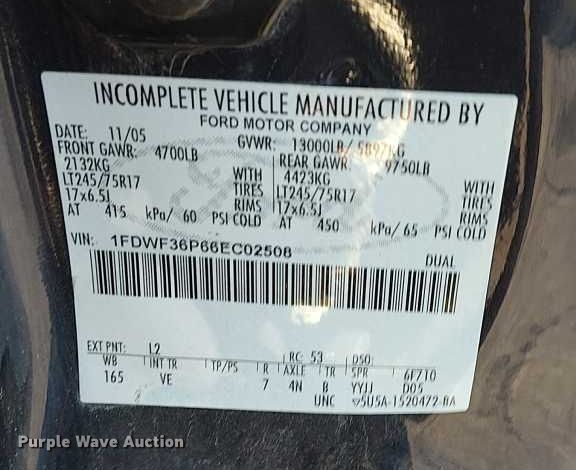 INCOMPLETE VEHICLE MANUFACTURED BY
FORD MOTOR COMPANY
DATE: 11/05 GVWR: 13000LB/ 5897KG
FRONT GAWR: 4700LB REAR GAWR: 9750LB
2132KG WITH 4423KG WITH
LT245/75R17 TIRES LT245/75R17 TIRES
17x6.5J RIMS 17x6.5J RIMS
AT 415 kPa/ 60 PSI COLD AT 450 kPa/ 65 PSI COLD
VIN: 1FDWF36P66EC02508 DUAL
EXT PNT: L2 RC: 53 DSO:
WB INT TR TP/PS R AXLE TR SPR 6F710
165 VE 7 4N B YYJJ D05
UNC 5U5A-1520472-BA
Purple Wave Auction